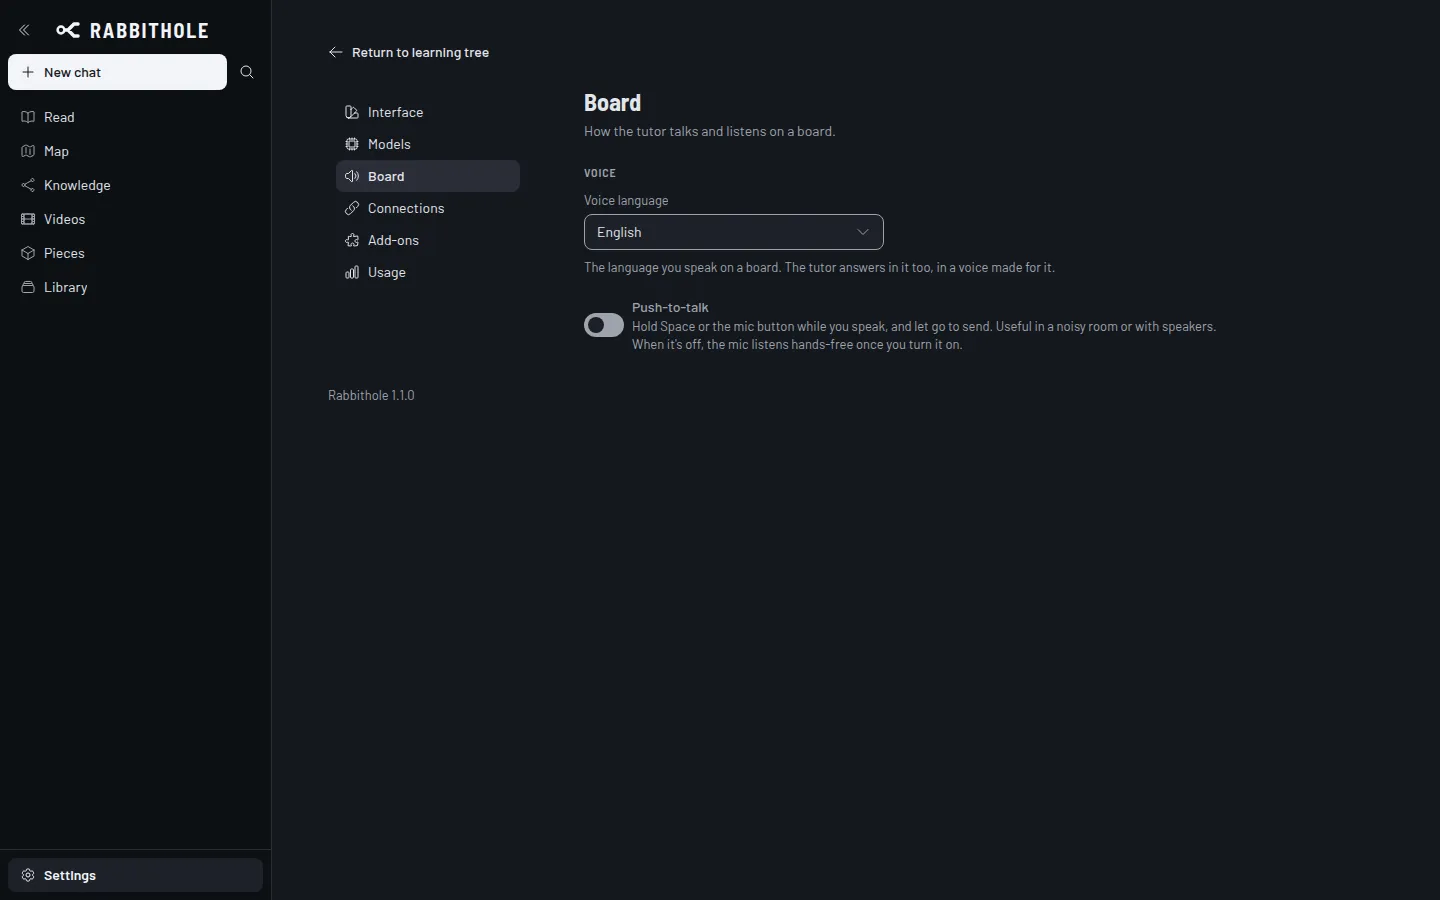 RABBITHOLE
New chat
Read
Map
Knowledge
Videos
Pieces
Library
Settings
Return to learning tree
Interface
Models
Board
Connections
Add-ons
Usage
Rabbithole 1.1.0
Board
How the tutor talks and listens on a board.
VOICE
Voice language
English
The language you speak on a board. The tutor answers in it too, in a voice made for it.
Push-to-talk
Hold Space or the mic button while you speak, and let go to send. Useful in a noisy room or with speakers.
When it's off, the mic listens hands-free once you turn it on.